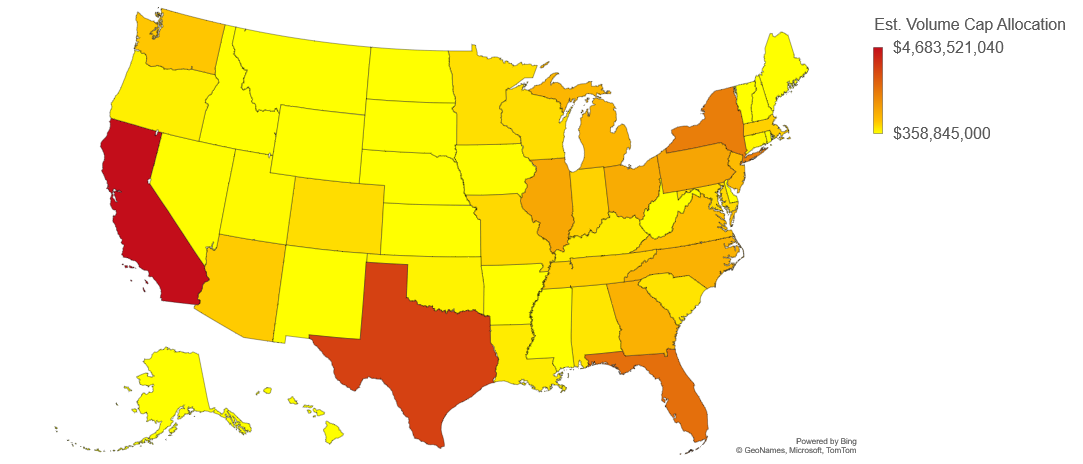 Est. Volume Cap Allocation
$4,683,521,040
$358,845,000
Powered by Bing
© GeoNames, Microsoft, TomTom